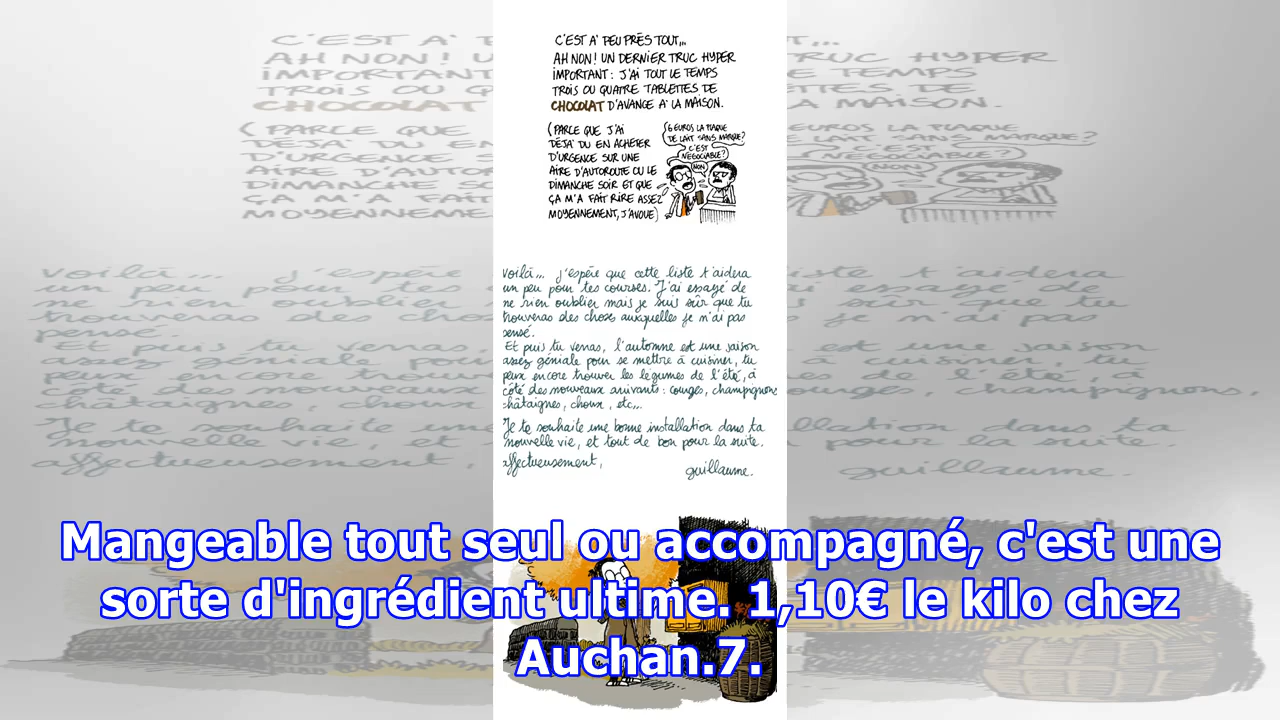 C'EST À PEU PRÈS TOUT...
AH NON! UN DERNIER TRUC HYPER
IMPORTANT: J'AI TOUT LE TEMPS
TROIS OU QUATRE TABLETTES DE
CHOCOLAT D'AVANCE À LA MAISON.
(PARCE QUE J'AI
DÉJÀ DU EN ACHETER
D'URGENCE SUR UNE
AIRE D'AUTOROUTE OU LE
DIMANCHE SOIR ET QUE
ÇA M'A FAIT RIRE ASSEZ
MOYENNEMENT, J'AVOUE)
6 EUROS LA PLAQUE
DE LAIT SANS MARQUE?
C'EST
NÉGOCIABLE?
NON
voilà... j'espère que cette liste t'aidera
un peu pour tes courses. J'ai essayé de
ne rien oublier mais je suis sûr que tu
trouveras des choses auxquelles je n'ai pas
pensé.
Et puis tu verras, l'automne est une saison
assez géniale pour se mettre à cuisiner, tu
peux encore trouver les légumes de l'été, à
côté des nouveaux arrivants: courges, champignons
châtaignes, choux, etc...
Je te souhaite une bonne installation dans ta
nouvelle vie, et tout de bon pour la suite.
affectueusement,
guillaume.
Mangeable tout seul ou accompagné, c'est une
sorte d'ingrédient ultime. 1,10€ le kilo chez
Auchan.7.